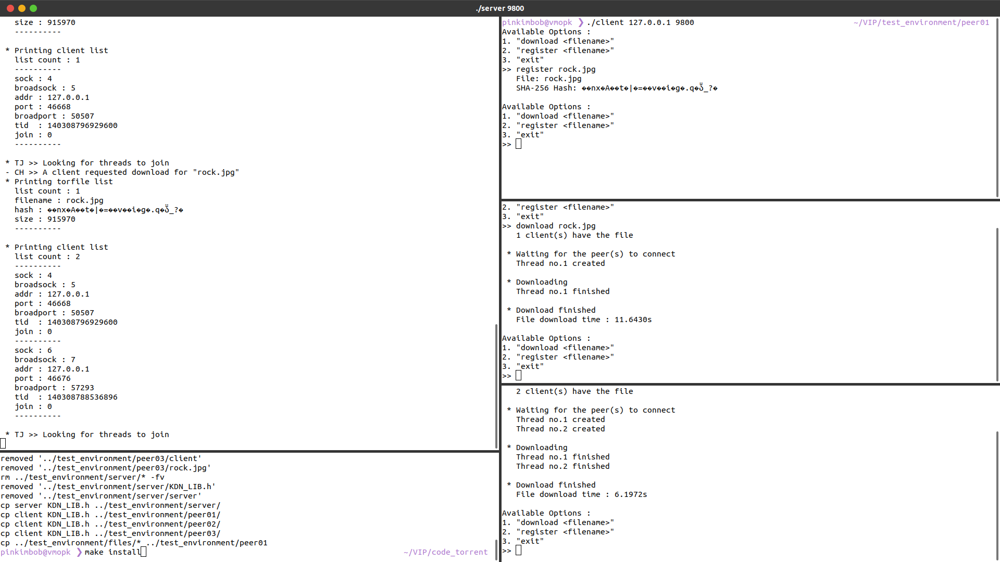 ./server 9800
size : 915970
----------
* Printing client list
list count : 1
----------
sock : 4
broadsock : 5
addr : 127.0.0.1
port : 46668
broadport : 50507
tid  : 140308796929600
join : 0
----------
* TJ >> Looking for threads to join
- CH >> A client requested download for "rock.jpg"
* Printing torfile list
list count : 1
filename : rock.jpg
hash : ��nx�A��t�|�=��v��i�g�.q�_?�
size : 915970
----------
* Printing client list
list count : 2
----------
sock : 4
broadsock : 5
addr : 127.0.0.1
port : 46668
broadport : 50507
tid  : 140308796929600
join : 0
----------
sock : 6
broadsock : 7
addr : 127.0.0.1
port : 46676
broadport : 57293
tid  : 140308788536896
join : 0
----------
* TJ >> Looking for threads to join
removed '../test_environment/peer03/client'
removed '../test_environment/peer03/rock.jpg'
rm ../test_environment/server/* -fv
removed '../test_environment/server/KDN_LIB.h'
removed '../test_environment/server/server'
cp server KDN_LIB.h ../test_environment/server/
cp client KDN_LIB.h ../test_environment/peer01/
cp client KDN_LIB.h ../test_environment/peer02/
cp client KDN_LIB.h ../test_environment/peer03/
cp ../test_environment/files/* ../test_environment/peer01
pinkimbob@vmopk ❯ make install ~/VIP/code_torrent
pinkimbob@vmopk ❯ ./client 127.0.0.1 9800 ~/VIP/test_environment/peer01
Available Options :
1. "download <filename>"
2. "register <filename>"
3. "exit"
>> register rock.jpg
File: rock.jpg
SHA-256 Hash: ��nx�A��t�|�=��v��i�g�.q�_?�
Available Options :
1. "download <filename>"
2. "register <filename>"
3. "exit"
>>
2. "register <filename>"
3. "exit"
>> download rock.jpg
1 client(s) have the file
* Waiting for the peer(s) to connect
Thread no.1 created
* Downloading
Thread no.1 finished
* Download finished
File download time : 11.6430s
Available Options :
1. "download <filename>"
2. "register <filename>"
3. "exit"
>>
2 client(s) have the file
* Waiting for the peer(s) to connect
Thread no.1 created
Thread no.2 created
* Downloading
Thread no.1 finished
Thread no.2 finished
* Download finished
File download time : 6.1972s
Available Options :
1. "download <filename>"
2. "register <filename>"
3. "exit"
>>